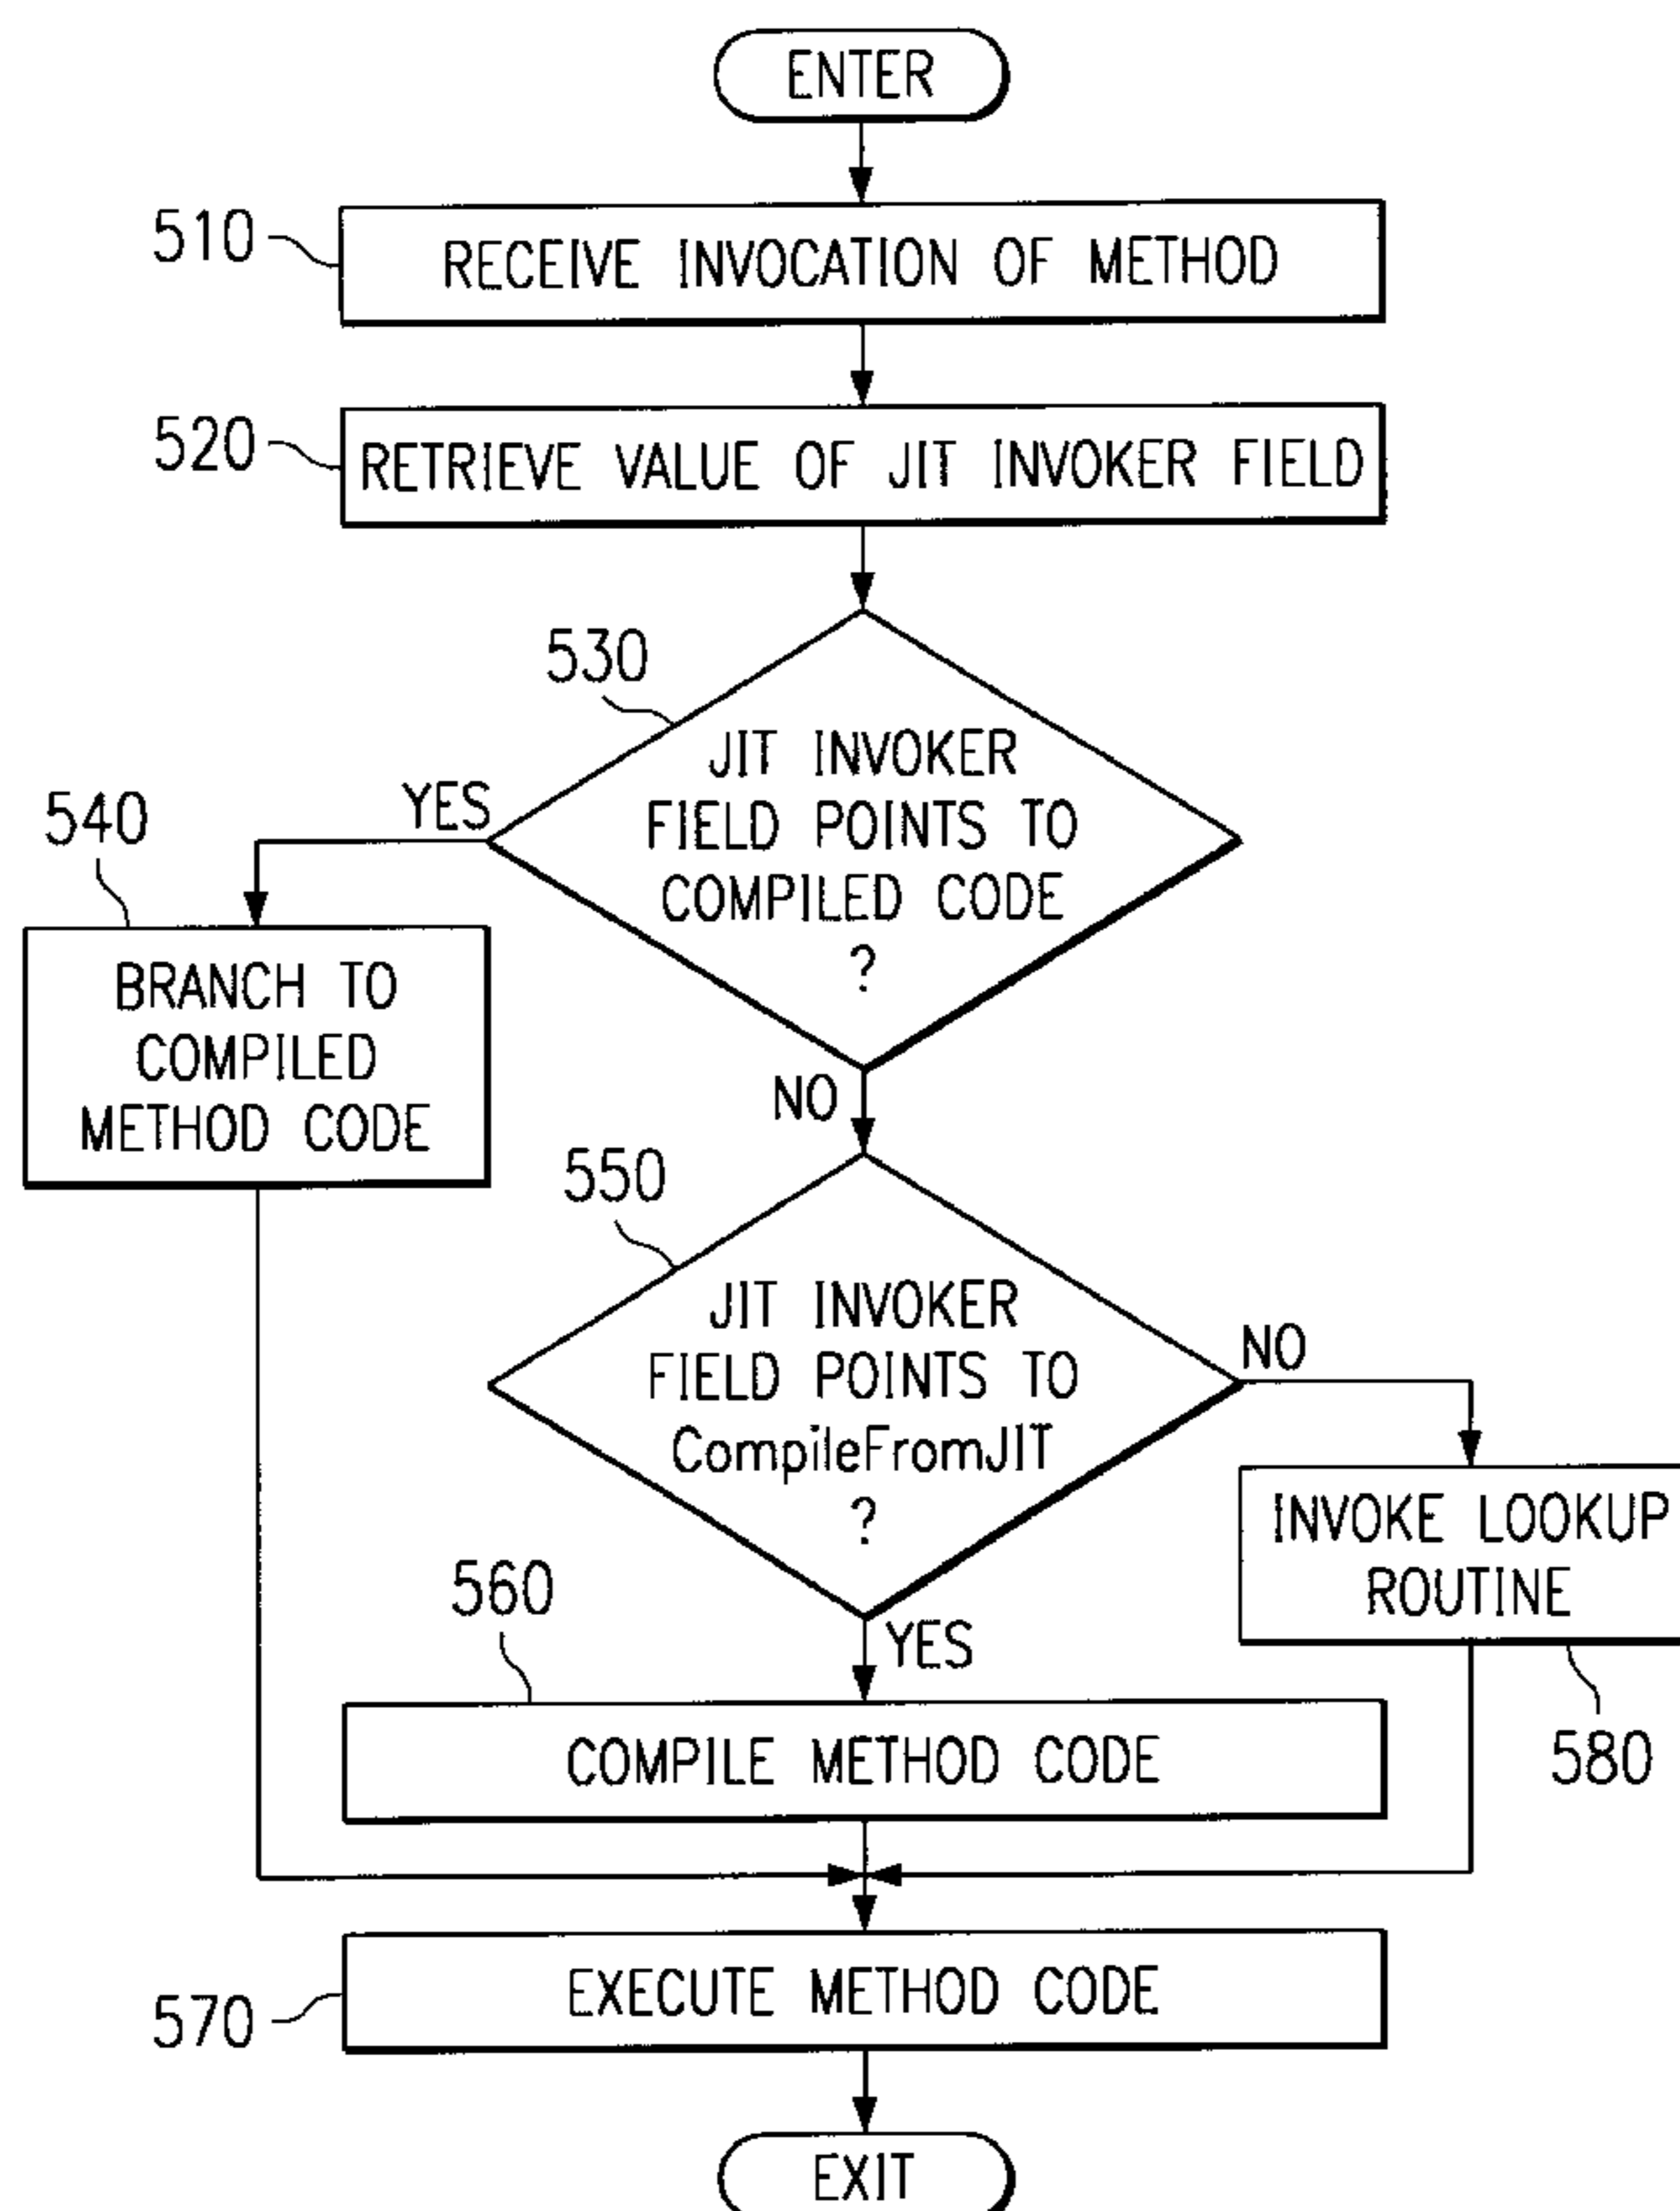 ENTER
510
RECEIVE INVOCATION OF METHOD
520
RETRIEVE VALUE OF JIT INVOKER FIELD
530
JIT INVOKER
FIELD POINTS TO
COMPILED CODE
?
YES
540
BRANCH TO
COMPILED
METHOD CODE
NO
550
JIT INVOKER
FIELD POINTS TO
CompileFromJIT
?
NO
INVOKE LOOKUP
ROUTINE
580
YES
560
COMPILE METHOD CODE
570
EXECUTE METHOD CODE
EXIT